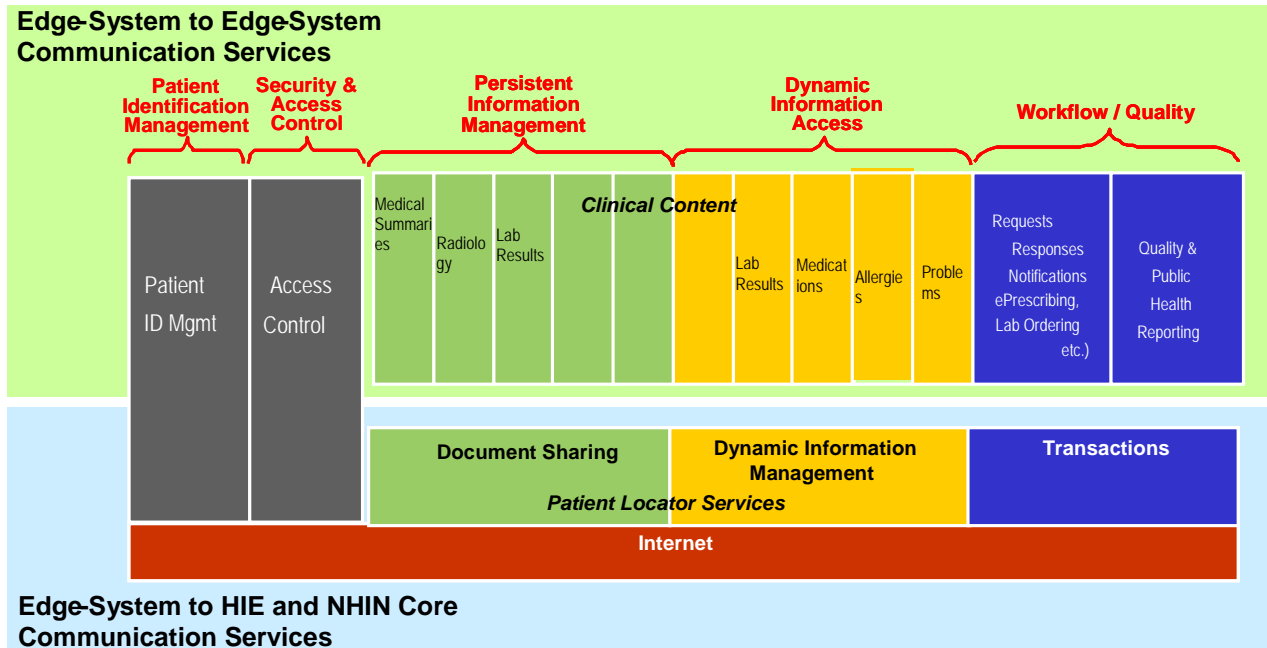 Edge-System to Edge-System
Communication Services
Patient
Identification
Management
Security &
Access
Control
Persistent
Information
Management
Dynamic
Information
Access
Workflow / Quality
Clinical Content
Patient
ID Mgmt
Access
Control
Medical
Summari
es
Radiolo
gy
Lab
Results
Lab
Results
Medicat
ions
Allergie
s
Proble
ms
Requests
Responses
Notifications
ePrescribing,
Lab Ordering
etc.)
Quality &
Public
Health
Reporting
Document Sharing
Dynamic Information
Management
Transactions
Patient Locator Services
Internet
Edge-System to HIE and NHIN Core
Communication Services